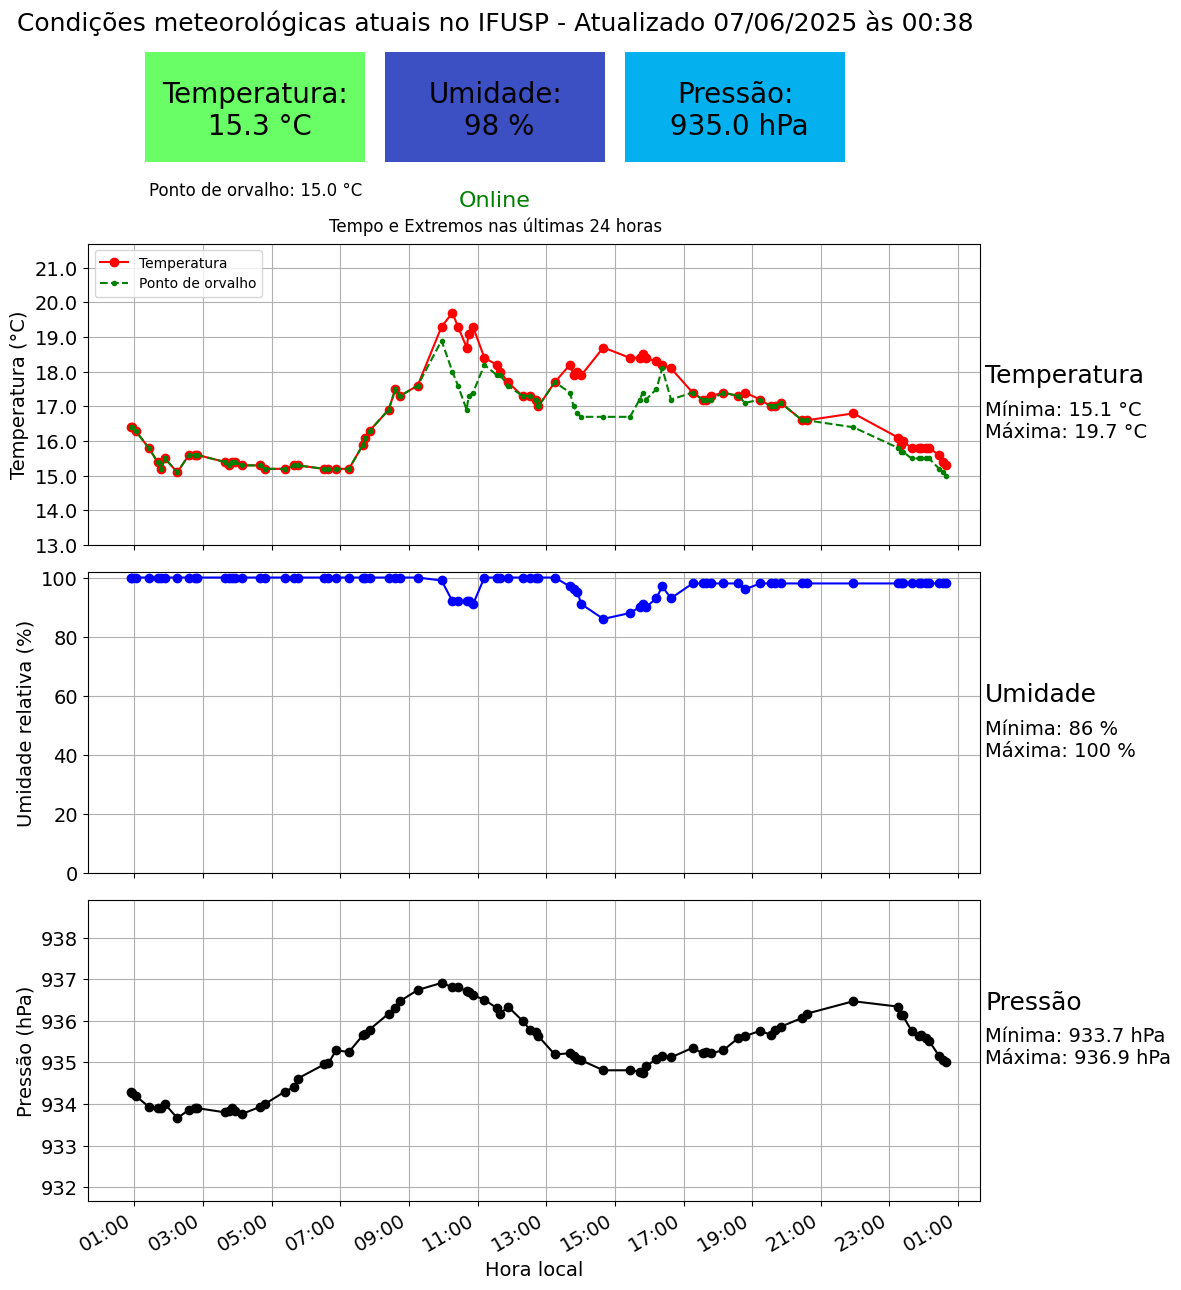 Condições meteorológicas atuais no IFUSP - Atualizado 07/06/2025 às 00:38
Temperatura:
15.3 °C
Umidade:
98 %
Pressão:
935.0 hPa
Ponto de orvalho: 15.0 °C
Online
Tempo e Extremos nas últimas 24 horas
Temperatura (°C)
21.0
20.0
19.0
18.0
17.0
16.0
15.0
14.0
13.0
Temperatura
Ponto de orvalho
Temperatura
Mínima: 15.1 °C
Máxima: 19.7 °C
Umidade relativa (%)
100
80
60
40
20
0
Umidade
Mínima: 86 %
Máxima: 100 %
Pressão (hPa)
938
937
936
935
934
933
932
Pressão
Mínima: 933.7 hPa
Máxima: 936.9 hPa
01:00 03:00 05:00 07:00 09:00 11:00 13:00 15:00 17:00 19:00 21:00 23:00 01:00
Hora local